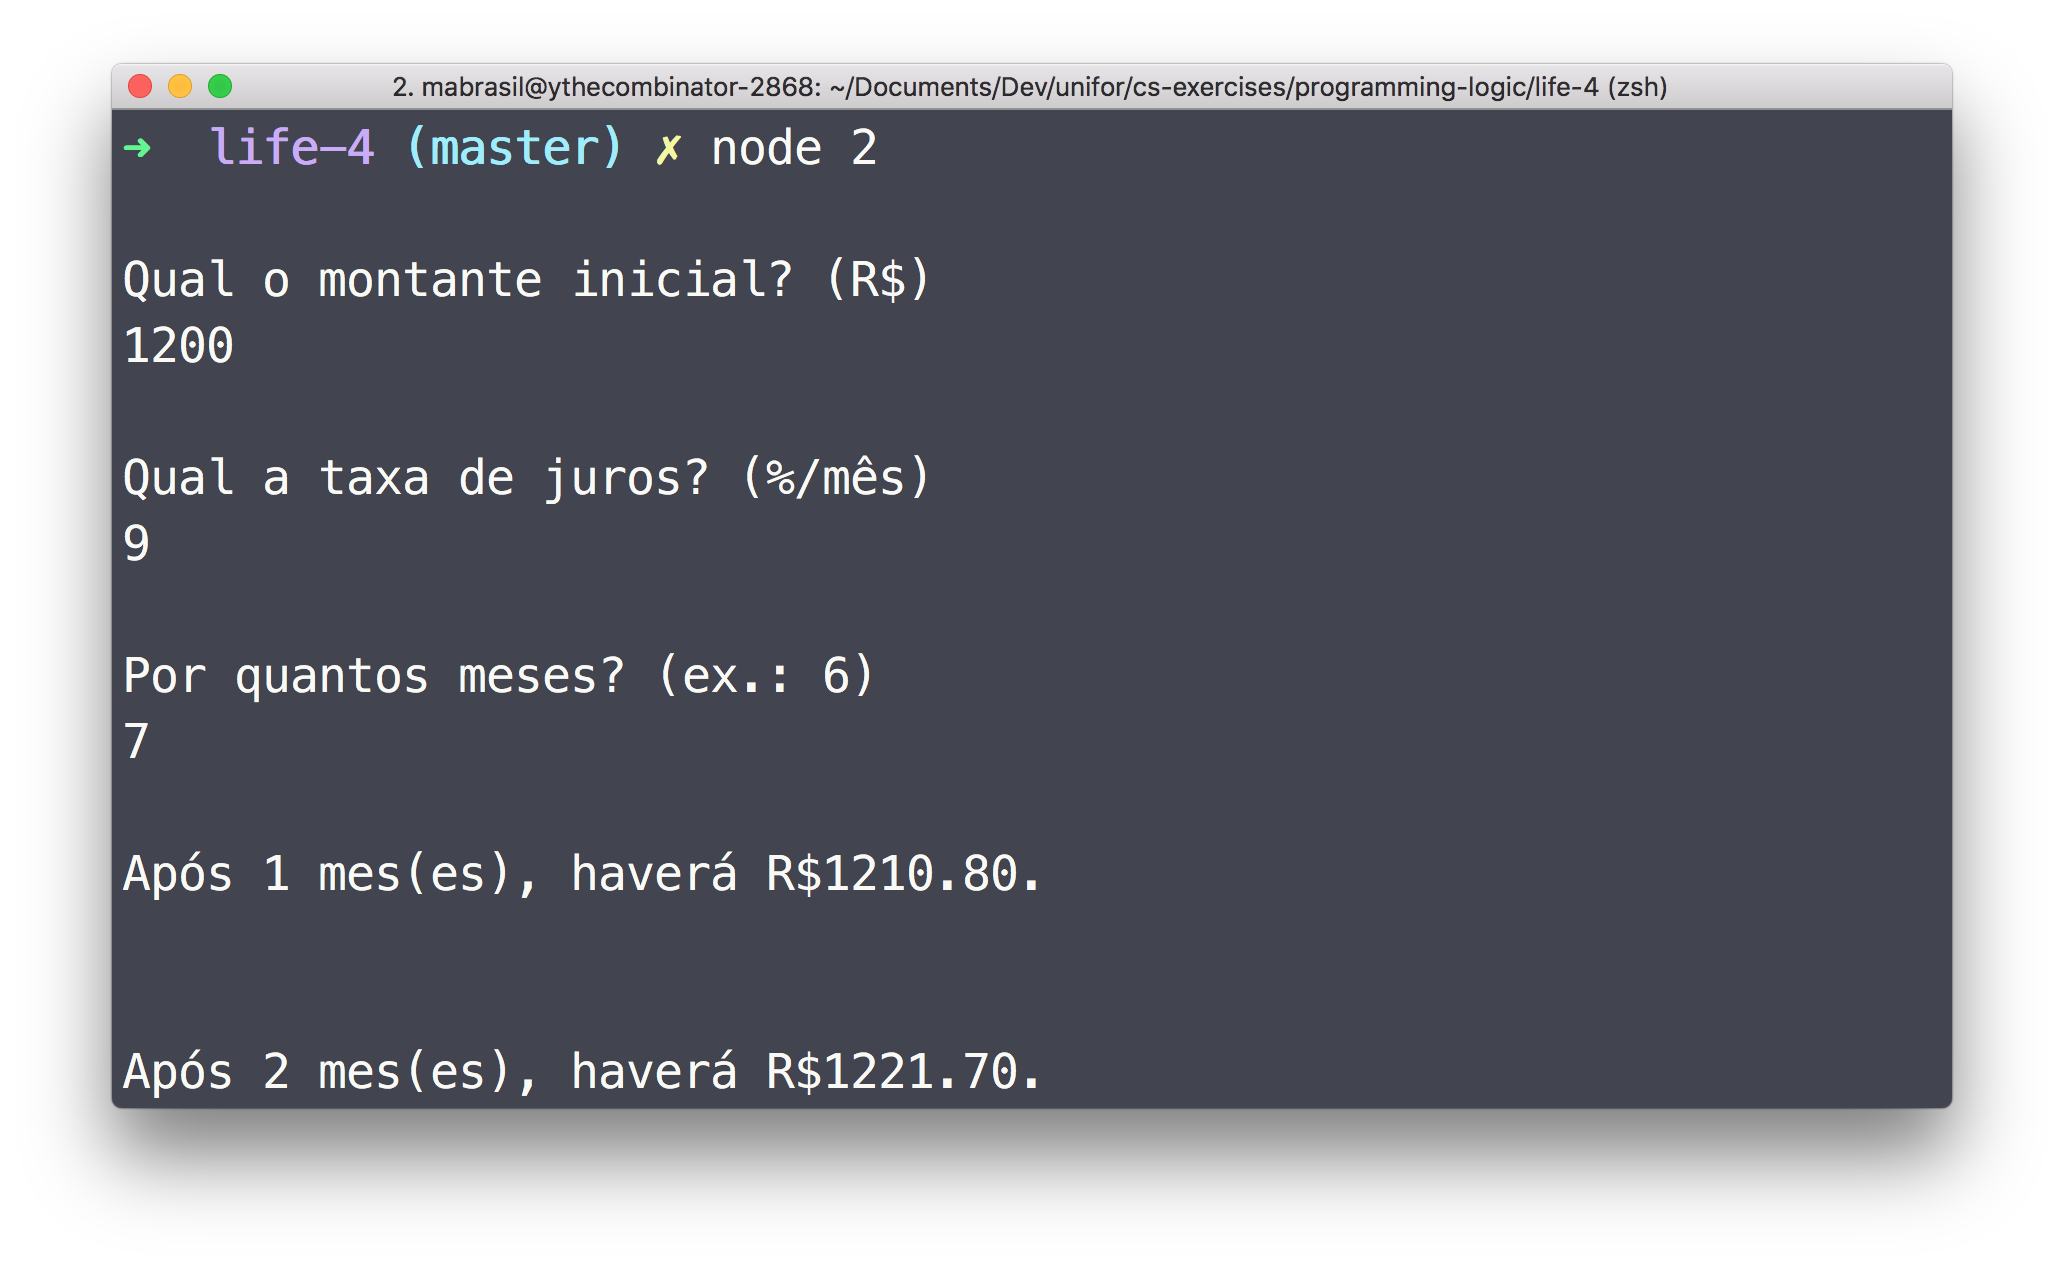 2. mabrasil@ythecombinator-2868: ~/Documents/Dev/unifor/cs-exercises/programming-logic/life-4 (zsh)
➜  life-4 (master) ✗ node 2
Qual o montante inicial? (R$)
1200
Qual a taxa de juros? (%/mês)
9
Por quantos meses? (ex.: 6)
7
Após 1 mes(es), haverá R$1210.80.
Após 2 mes(es), haverá R$1221.70.